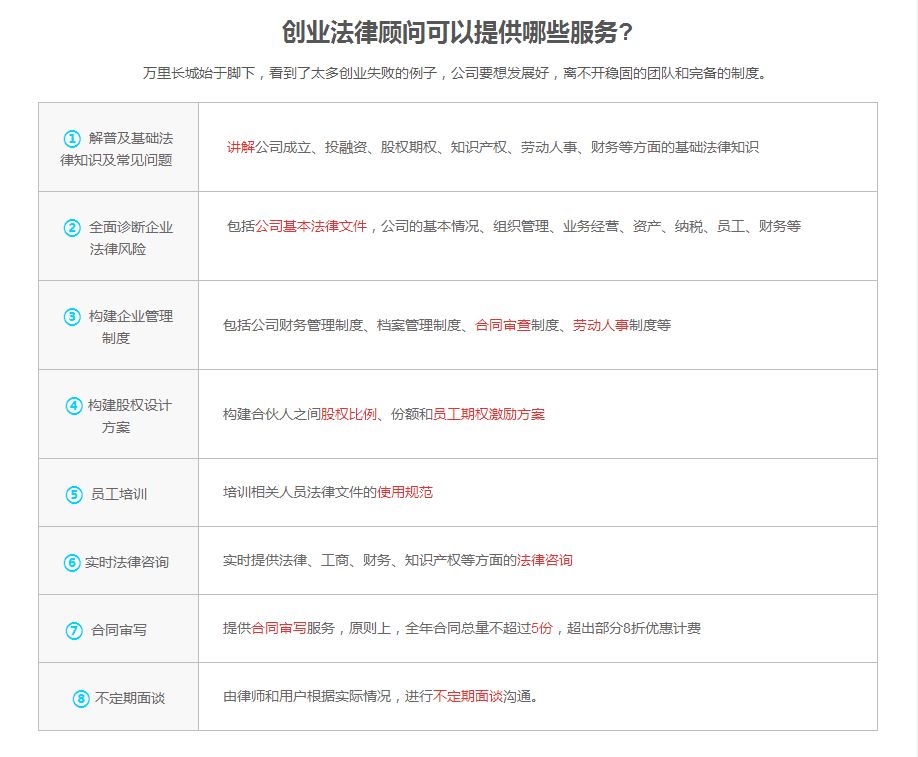 创业法律顾问可以提供哪些服务?
万里长城始于脚下，看到了太多创业失败的例子，公司要想发展好，离不开稳固的团队和完备的制度。
① 解普及基础法
律知识及常见问题
讲解公司成立、投融资、股权期权、知识产权、劳动人事、财务等方面的基础法律知识
② 全面诊断企业
法律风险
包括公司基本法律文件，公司的基本情况、组织管理、业务经营、资产、纳税、员工、财务等
③ 构建企业管理
制度
包括公司财务管理制度、档案管理制度、合同审查制度、劳动人事制度等
④ 构建股权设计
方案
构建合伙人之间股权比例、份额和员工期权激励方案
⑤ 员工培训
培训相关人员法律文件的使用规范
⑥ 实时法律咨询
实时提供法律、工商、财务、知识产权等方面的法律咨询
⑦ 合同审写
提供合同审写服务，原则上，全年合同总量不超过5份，超出部分8折优惠计费
⑧ 不定期面谈
由律师和用户根据实际情况，进行不定期面谈沟通。